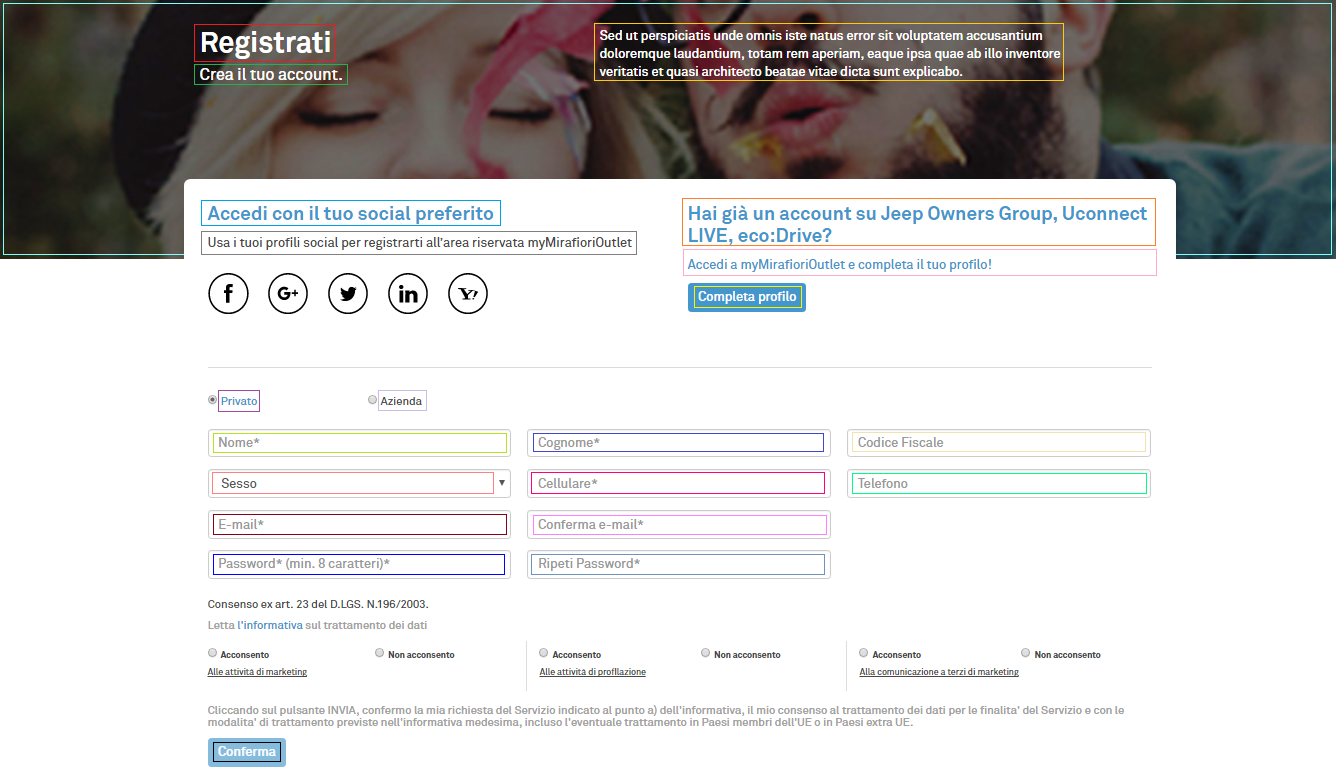 Registrati
Crea il tuo account.
Sed ut perspiciatis unde omnis iste natus error sit voluptatem accusantium
doloremque laudantium, totam rem aperiam, eaque ipsa quae ab illo inventore
veritatis et quasi architecto beatae vitae dicta sunt explicabo.
Accedi con il tuo social preferito
Usa i tuoi profili social per registrarti all'area riservata myMirafioriOutlet
f G+ in Y!
Hai già un account su Jeep Owners Group, Uconnect
LIVE, eco:Drive?
Accedi a myMirafioriOutlet e completa il tuo profilo!
Completa profilo
Privato Azienda
Nome* Cognome* Codice Fiscale
Sesso Cellulare* Telefono
E-mail* Conferma e-mail*
Password* (min. 8 caratteri)* Ripeti Password*
Consenso ex art. 23 del D.LGS. N.196/2003.
Letta l'informativa sul trattamento dei dati
Acconsento Non acconsento Acconsento Non acconsento Acconsento Non acconsento
Alle attività di marketing Alle attività di profilazione Alla comunicazione a terzi di marketing
Cliccando sul pulsante INVIA, confermo la mia richiesta del Servizio indicato al punto a) dell'informativa, il mio consenso al trattamento dei dati per le finalita' del Servizio e con le
modalita' di trattamento previste nell'informativa medesima, incluso l'eventuale trattamento in Paesi membri dell'UE o in Paesi extra UE.
Conferma